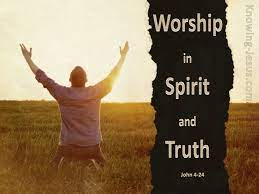 Worship
in
Spirit
and
Truth
John 4-24
Knowing-Jesus.com